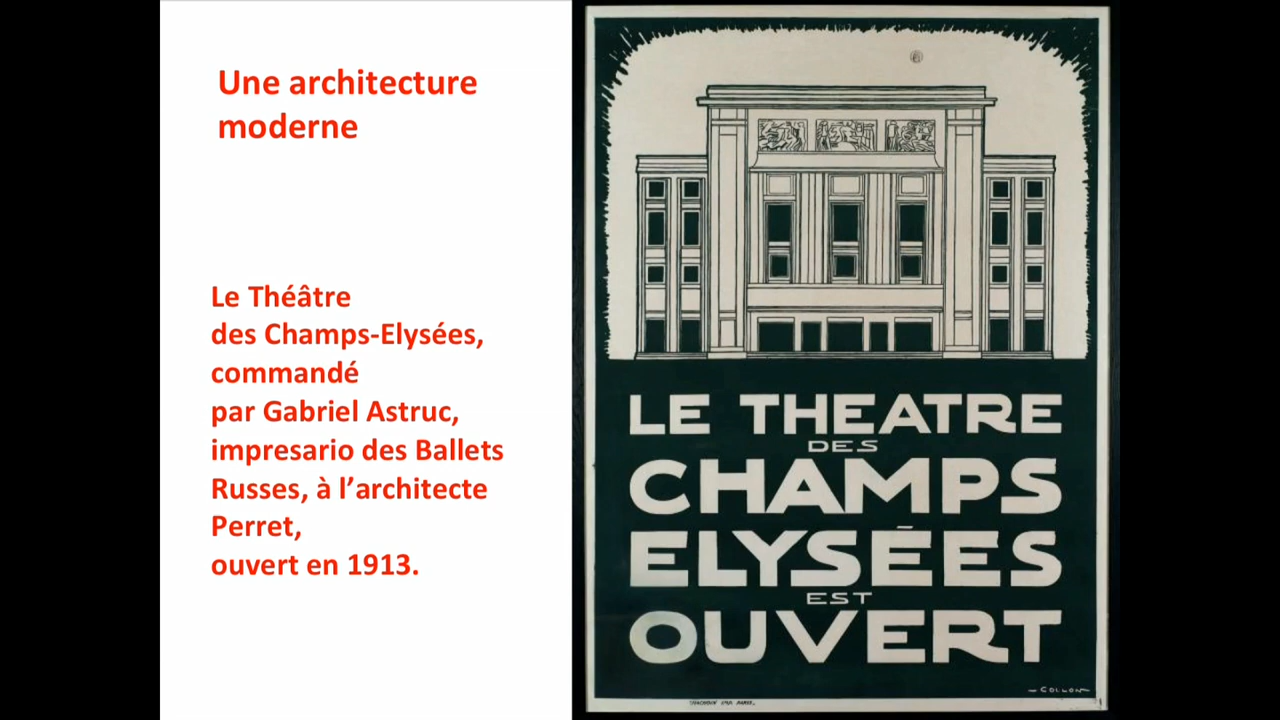 Une architecture
moderne
Le Théâtre
des Champs-Elysées,
commandé
par Gabriel Astruc,
impresario des Ballets
Russes, à l’architecte
Perret,
ouvert en 1913.
LE THEATRE
DES
CHAMPS
ELYSÉES
EST
OUVERT
COLLON